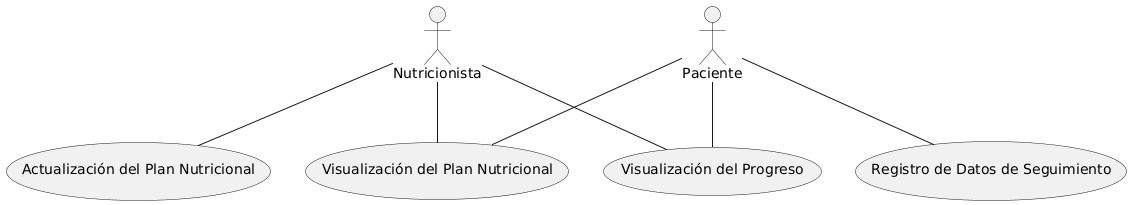 Nutricionista
Paciente
Actualización del Plan Nutricional
Visualización del Plan Nutricional
Visualización del Progreso
Registro de Datos de Seguimiento